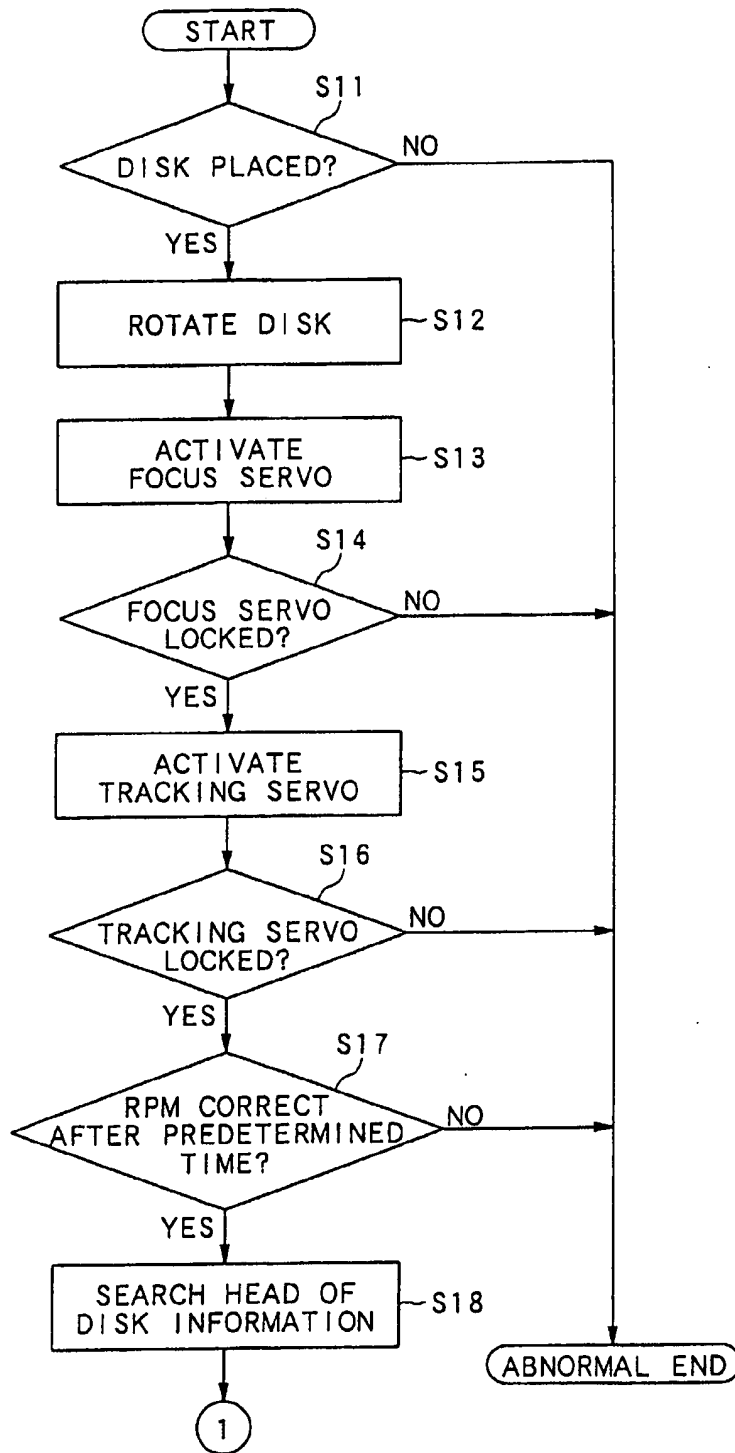 START
S11
DISK PLACED?
NO
YES
ROTATE DISK
S12
ACTIVATE
FOCUS SERVO
S13
S14
FOCUS SERVO
LOCKED?
NO
YES
ACTIVATE
TRACKING SERVO
S15
S16
TRACKING SERVO
LOCKED?
NO
YES
S17
RPM CORRECT
AFTER PREDETERMINED
TIME?
NO
YES
SEARCH HEAD OF
DISK INFORMATION
S18
ABNORMAL END
1